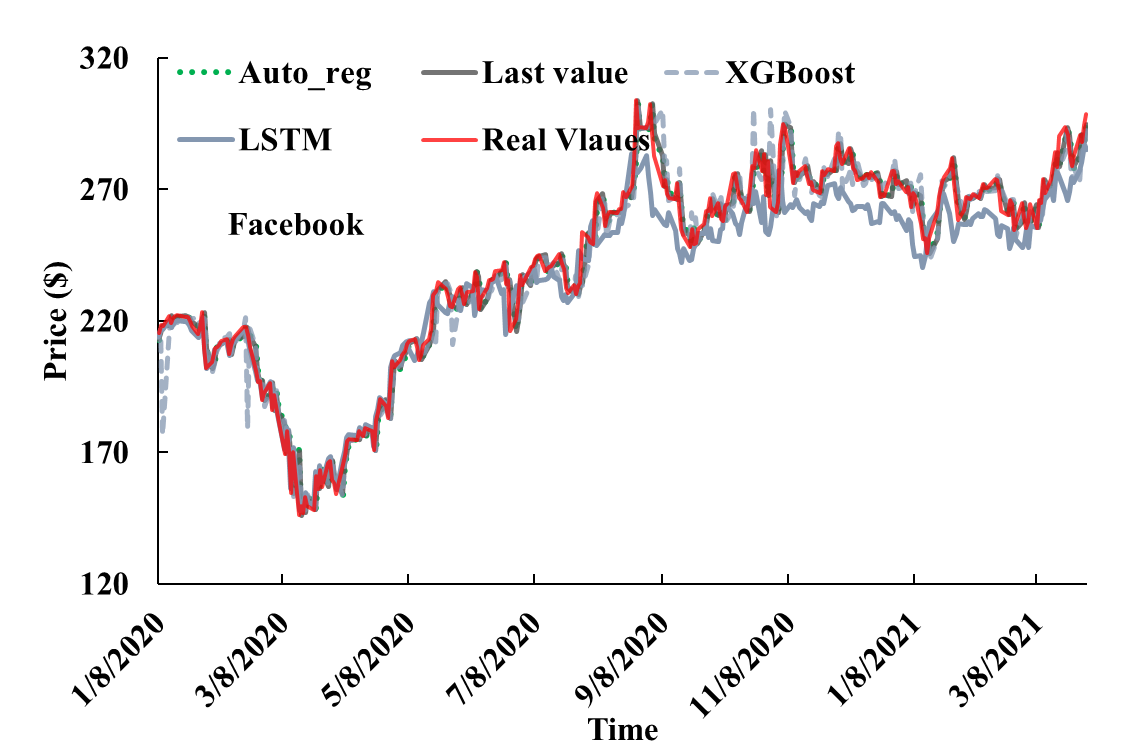 320
Auto_reg Last value XGBoost
LSTM Real Vlaues
270
Facebook
220
170
120
Price ($)
1/8/2020 3/8/2020 5/8/2020 7/8/2020 9/8/2020 11/8/2020 1/8/2021 3/8/2021
Time